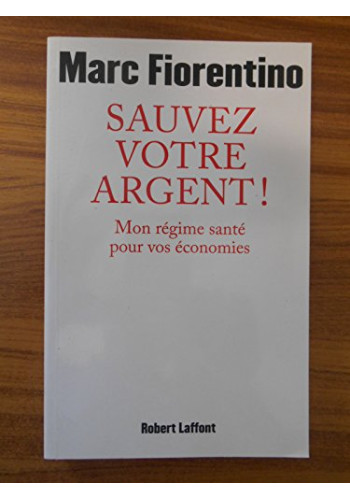 Marc Fiorentino
SAUVEZ
VOTRE
ARGENT !
Mon régime santé
pour vos économies
Robert Laffont